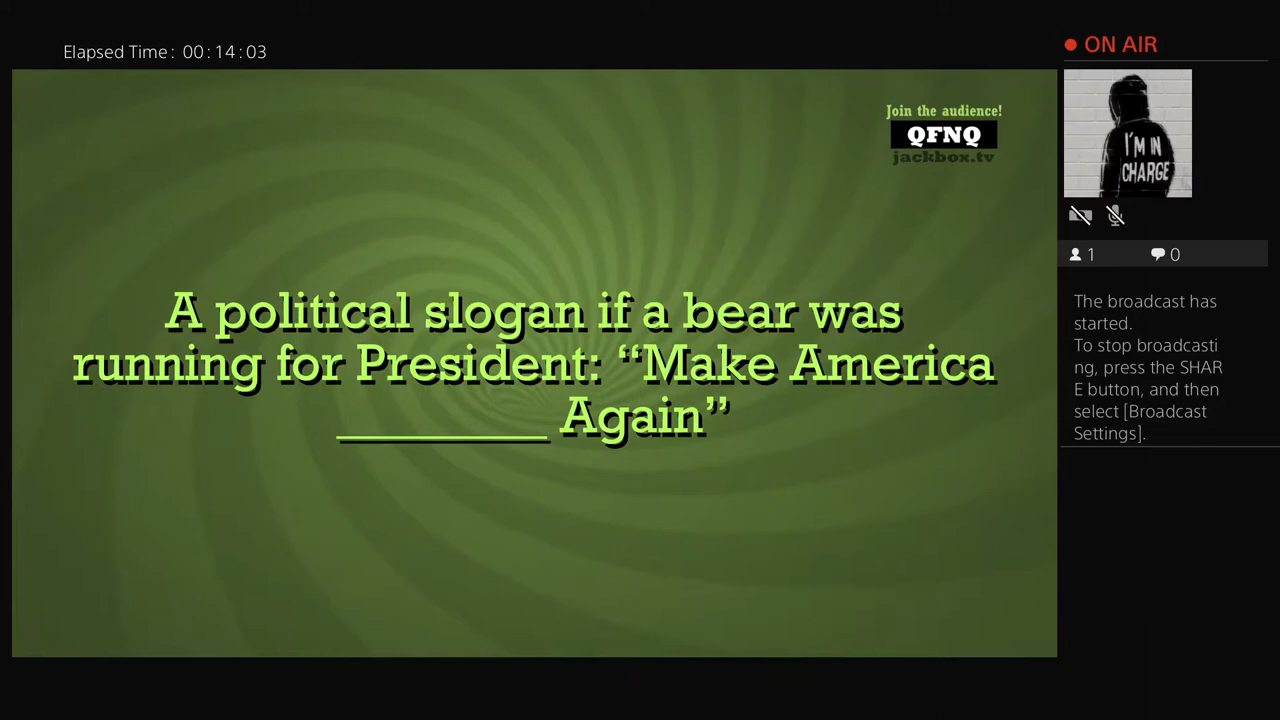 Elapsed Time: 00:14:03
ON AIR
Join the audience!
QFNQ
jackbox.tv
I'M IN
CHARGE
1
0
A political slogan if a bear was
running for President: “Make America
________ Again”
The broadcast has
started.
To stop broadcasti
ng, press the SHAR
E button, and then
select [Broadcast
Settings].